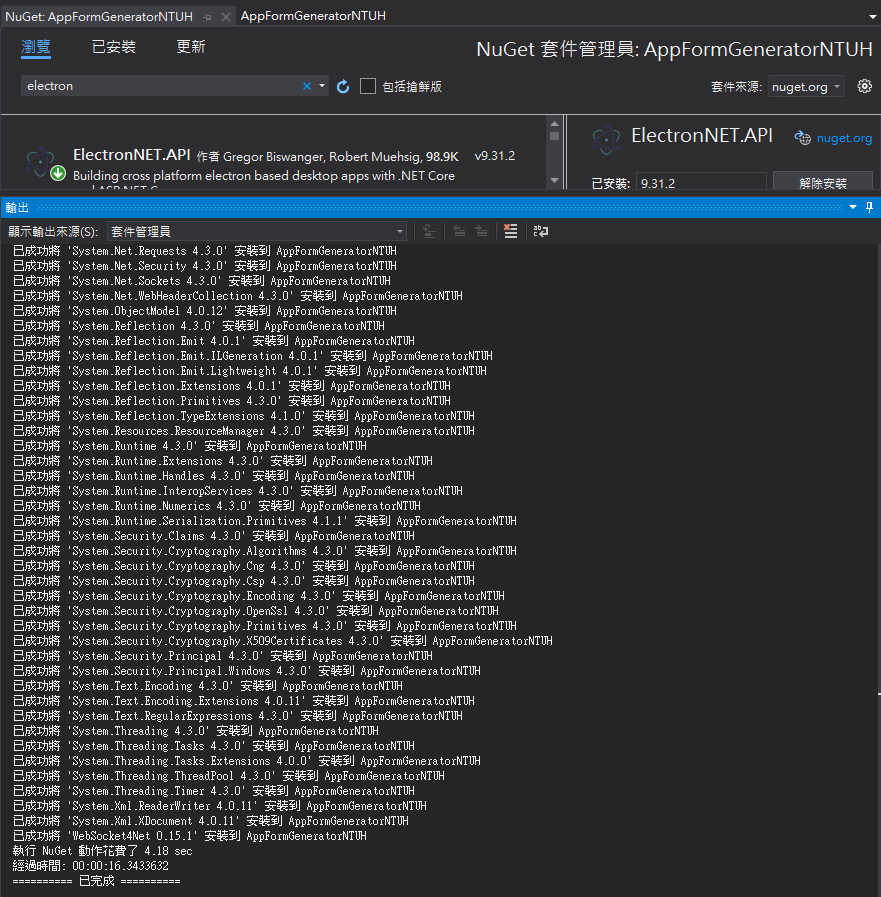 NuGet: AppFormGeneratorNTUH AppFormGeneratorNTUH
瀏覽 已安裝 更新 NuGet 套件管理員: AppFormGeneratorNTUH
electron 包括搶鮮版 套件來源: nuget.org
ElectronNET.API 作者 Gregor Biswanger, Robert Muehsig, 98.9K v9.31.2
Building cross platform electron based desktop apps with .NET Core
and ASP.NET C
ElectronNET.API nuget.org
已安裝: 9.31.2 解除安裝
輸出
顯示輸出來源(S): 套件管理員
已成功將 'System.Net.Requests 4.3.0' 安裝到 AppFormGeneratorNTUH
已成功將 'System.Net.Security 4.3.0' 安裝到 AppFormGeneratorNTUH
已成功將 'System.Net.Sockets 4.3.0' 安裝到 AppFormGeneratorNTUH
已成功將 'System.Net.WebHeaderCollection 4.3.0' 安裝到 AppFormGeneratorNTUH
已成功將 'System.ObjectModel 4.0.12' 安裝到 AppFormGeneratorNTUH
已成功將 'System.Reflection 4.3.0' 安裝到 AppFormGeneratorNTUH
已成功將 'System.Reflection.Emit 4.0.1' 安裝到 AppFormGeneratorNTUH
已成功將 'System.Reflection.Emit.ILGeneration 4.0.1' 安裝到 AppFormGeneratorNTUH
已成功將 'System.Reflection.Emit.Lightweight 4.0.1' 安裝到 AppFormGeneratorNTUH
已成功將 'System.Reflection.Extensions 4.0.1' 安裝到 AppFormGeneratorNTUH
已成功將 'System.Reflection.Primitives 4.3.0' 安裝到 AppFormGeneratorNTUH
已成功將 'System.Reflection.TypeExtensions 4.1.0' 安裝到 AppFormGeneratorNTUH
已成功將 'System.Resources.ResourceManager 4.3.0' 安裝到 AppFormGeneratorNTUH
已成功將 'System.Runtime 4.3.0' 安裝到 AppFormGeneratorNTUH
已成功將 'System.Runtime.Extensions 4.3.0' 安裝到 AppFormGeneratorNTUH
已成功將 'System.Runtime.Handles 4.3.0' 安裝到 AppFormGeneratorNTUH
已成功將 'System.Runtime.InteropServices 4.3.0' 安裝到 AppFormGeneratorNTUH
已成功將 'System.Runtime.Numerics 4.3.0' 安裝到 AppFormGeneratorNTUH
已成功將 'System.Runtime.Serialization.Primitives 4.1.1' 安裝到 AppFormGeneratorNTUH
已成功將 'System.Security.Claims 4.3.0' 安裝到 AppFormGeneratorNTUH
已成功將 'System.Security.Cryptography.Algorithms 4.3.0' 安裝到 AppFormGeneratorNTUH
已成功將 'System.Security.Cryptography.Cng 4.3.0' 安裝到 AppFormGeneratorNTUH
已成功將 'System.Security.Cryptography.Csp 4.3.0' 安裝到 AppFormGeneratorNTUH
已成功將 'System.Security.Cryptography.Encoding 4.3.0' 安裝到 AppFormGeneratorNTUH
已成功將 'System.Security.Cryptography.OpenSsl 4.3.0' 安裝到 AppFormGeneratorNTUH
已成功將 'System.Security.Cryptography.Primitives 4.3.0' 安裝到 AppFormGeneratorNTUH
已成功將 'System.Security.Cryptography.X509Certificates 4.3.0' 安裝到 AppFormGeneratorNTUH
已成功將 'System.Security.Principal 4.3.0' 安裝到 AppFormGeneratorNTUH
已成功將 'System.Security.Principal.Windows 4.3.0' 安裝到 AppFormGeneratorNTUH
已成功將 'System.Text.Encoding 4.3.0' 安裝到 AppFormGeneratorNTUH
已成功將 'System.Text.Encoding.Extensions 4.0.11' 安裝到 AppFormGeneratorNTUH
已成功將 'System.Text.RegularExpressions 4.3.0' 安裝到 AppFormGeneratorNTUH
已成功將 'System.Threading 4.3.0' 安裝到 AppFormGeneratorNTUH
已成功將 'System.Threading.Tasks 4.3.0' 安裝到 AppFormGeneratorNTUH
已成功將 'System.Threading.Tasks.Extensions 4.0.0' 安裝到 AppFormGeneratorNTUH
已成功將 'System.Threading.ThreadPool 4.3.0' 安裝到 AppFormGeneratorNTUH
已成功將 'System.Threading.Timer 4.3.0' 安裝到 AppFormGeneratorNTUH
已成功將 'System.Xml.ReaderWriter 4.0.11' 安裝到 AppFormGeneratorNTUH
已成功將 'System.Xml.XDocument 4.0.11' 安裝到 AppFormGeneratorNTUH
已成功將 'WebSocket4Net 0.15.1' 安裝到 AppFormGeneratorNTUH
執行 NuGet 動作花費了 4.18 sec
經過時間: 00:00:16.3433632
========== 已完成 ==========